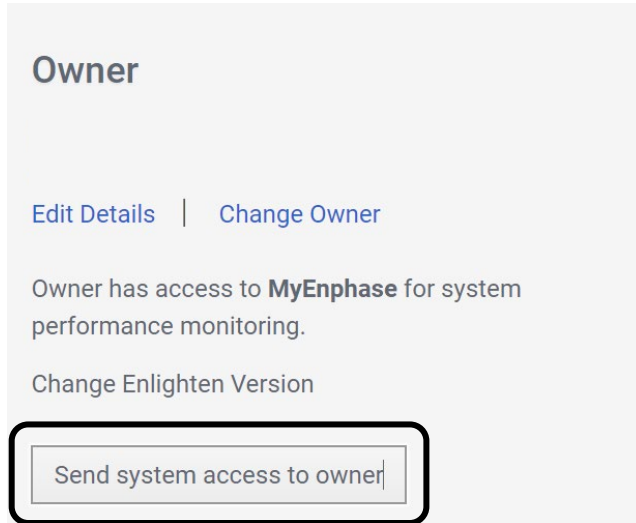 Owner
Edit Details | Change Owner
Owner has access to MyEnphase for system
performance monitoring.
Change Enlighten Version
Send system access to owner